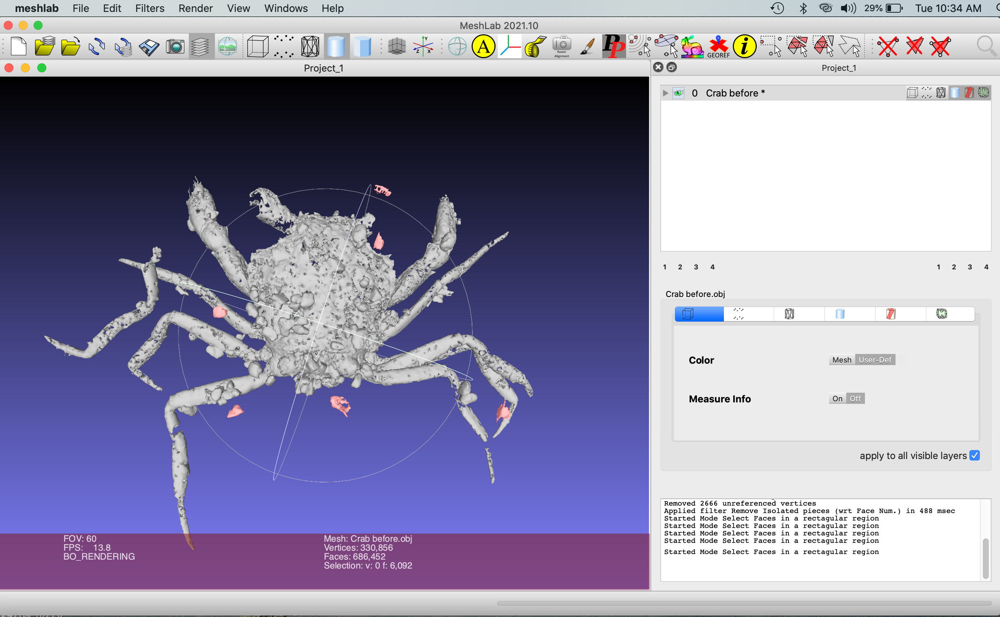 meshlab File Edit Filters Render View Windows Help 29% Tue 10:34 AM
MeshLab 2021.10
Y Z X A Raster Alignment PP GEOREF i
Project_1
Project_1
0 Crab before *
1 2 3 4 1 2 3 4
Crab before.obj
Color Mesh User-Def
Measure Info On Off
apply to all visible layers
Removed 2666 unreferenced vertices
Applied filter Remove Isolated pieces (wrt Face Num.) in 488 msec
Started Mode Select Faces in a rectagular region
Started Mode Select Faces in a rectagular region
Started Mode Select Faces in a rectagular region
Started Mode Select Faces in a rectagular region
Started Mode Select Faces in a rectagular region
FOV: 60
FPS: 13.8
BO_RENDERING
Mesh: Crab before.obj
Vertices: 330,856
Faces: 686,452
Selection: v: 0 f: 6,092